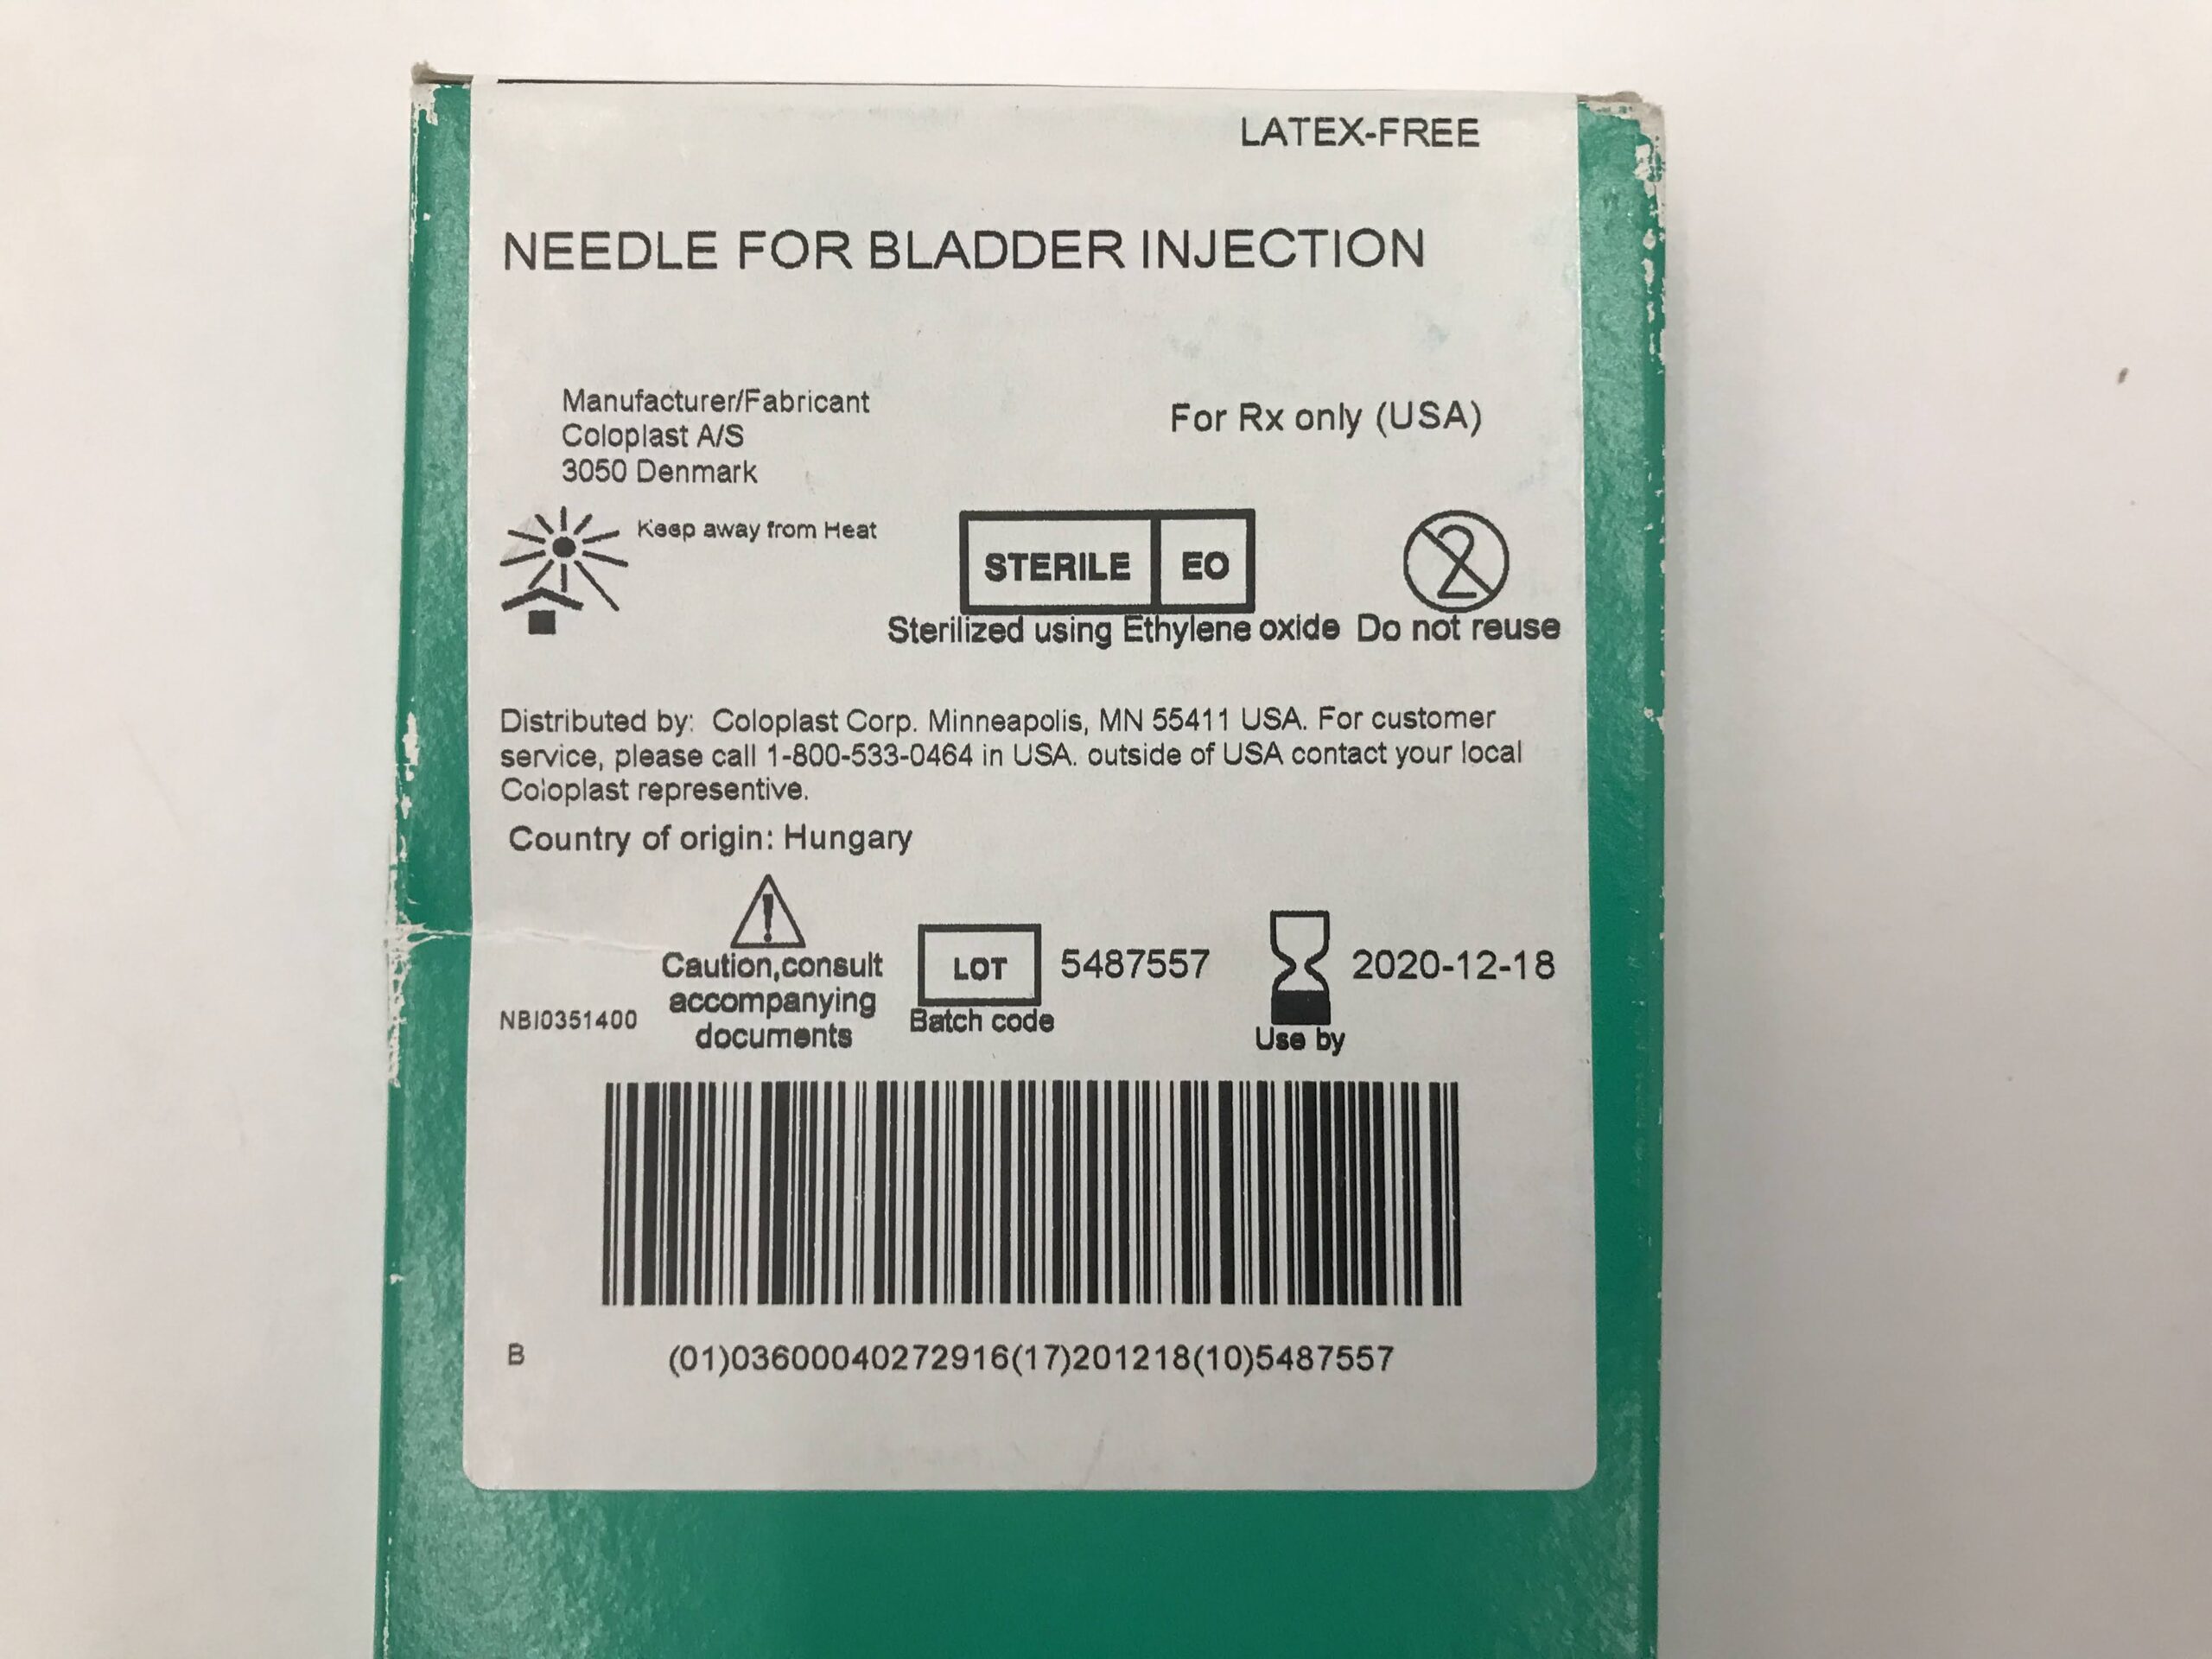 LATEX-FREE
NEEDLE FOR BLADDER INJECTION
Manufacturer/Fabricant
Coloplast A/S
3050 Denmark
For Rx only (USA)
Keep away from Heat
STERILE EO
Sterilized using Ethylene oxide
2
Do not reuse
Distributed by: Coloplast Corp. Minneapolis, MN 55411 USA. For customer
service, please call 1-800-533-0464 in USA. outside of USA contact your local
Coloplast representive.
Country of origin: Hungary
!
Caution,consult
accompanying
documents
NBI0351400
LOT 5487557
Batch code
2020-12-18
Use by
B
(01)03600040272916(17)201218(10)5487557